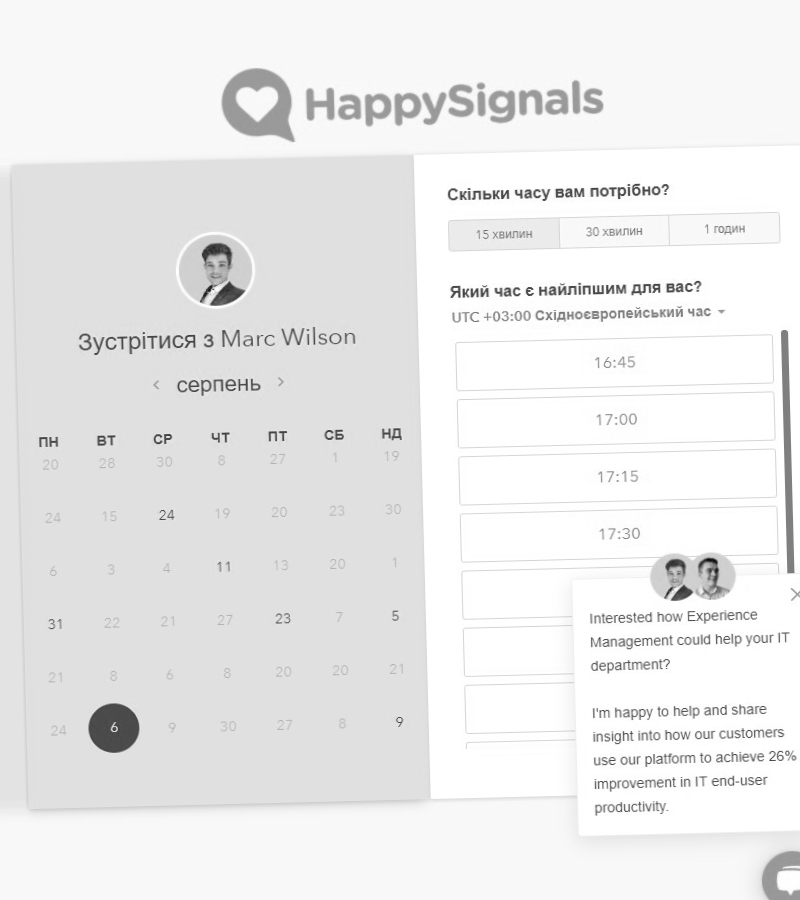 HappySignals
Зустрітися з Marc Wilson
серпень
ПН ВТ СР ЧТ ПТ СБ НД
20 28 30 8 27 1 19
24 15 24 19 20 23 30
6 3 4 11 13 20 1
31 22 21 27 23 7 5
21 8 6 8 20 20 21
24 6 9 30 27 8 9
Скільки часу вам потрібно?
15 хвилин 30 хвилин 1 годин
Який час є найліпшим для вас?
UTC +03:00 Східноєвропейський час
16:45
17:00
17:15
17:30
Interested how Experience
Management could help your IT
department?
I'm happy to help and share
insight into how our customers
use our platform to achieve 26%
improvement in IT end-user
productivity.